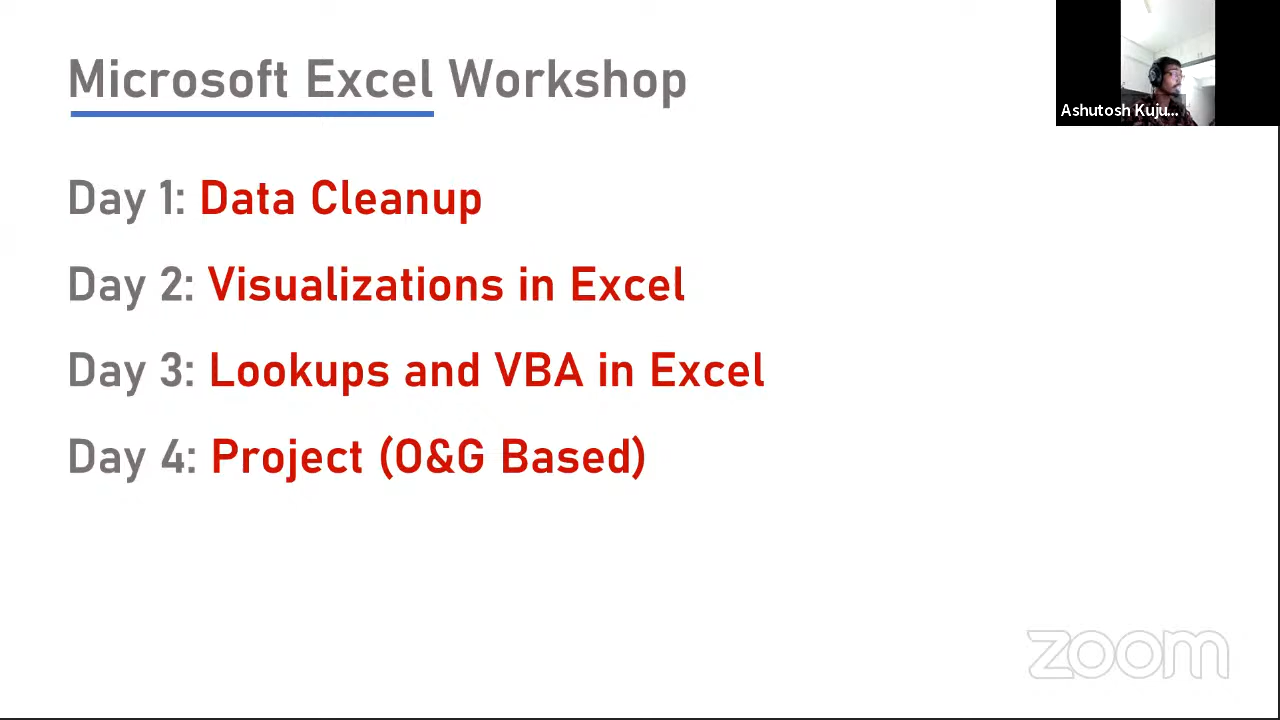 Microsoft Excel Workshop
Ashutosh Kuju...
Day 1: Data Cleanup
Day 2: Visualizations in Excel
Day 3: Lookups and VBA in Excel
Day 4: Project (O&G Based)
zoom